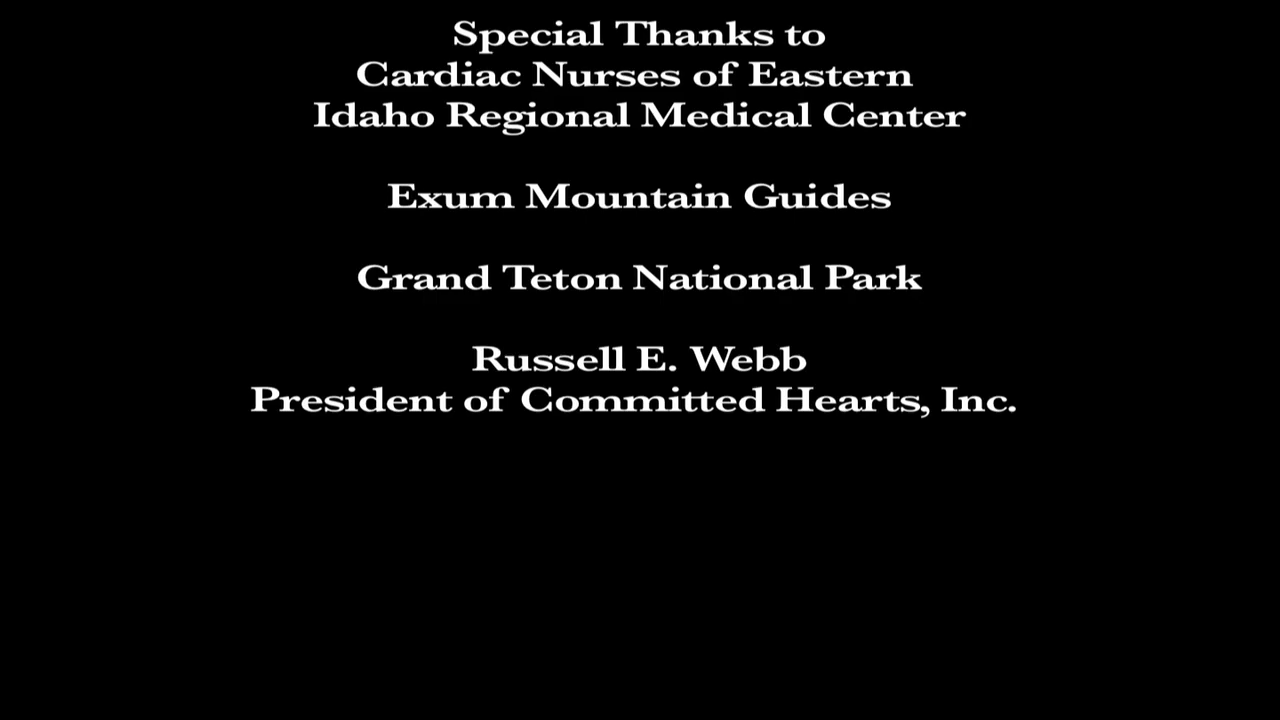 Special Thanks to
Cardiac Nurses of Eastern
Idaho Regional Medical Center
Exum Mountain Guides
Grand Teton National Park
Russell E. Webb
President of Committed Hearts, Inc.